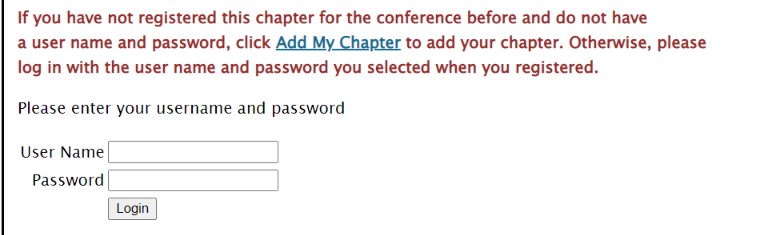 If you have not registered this chapter for the conference before and do not have
a user name and password, click Add My Chapter to add your chapter. Otherwise, please
log in with the user name and password you selected when you registered.
Please enter your username and password
User Name
Password
Login